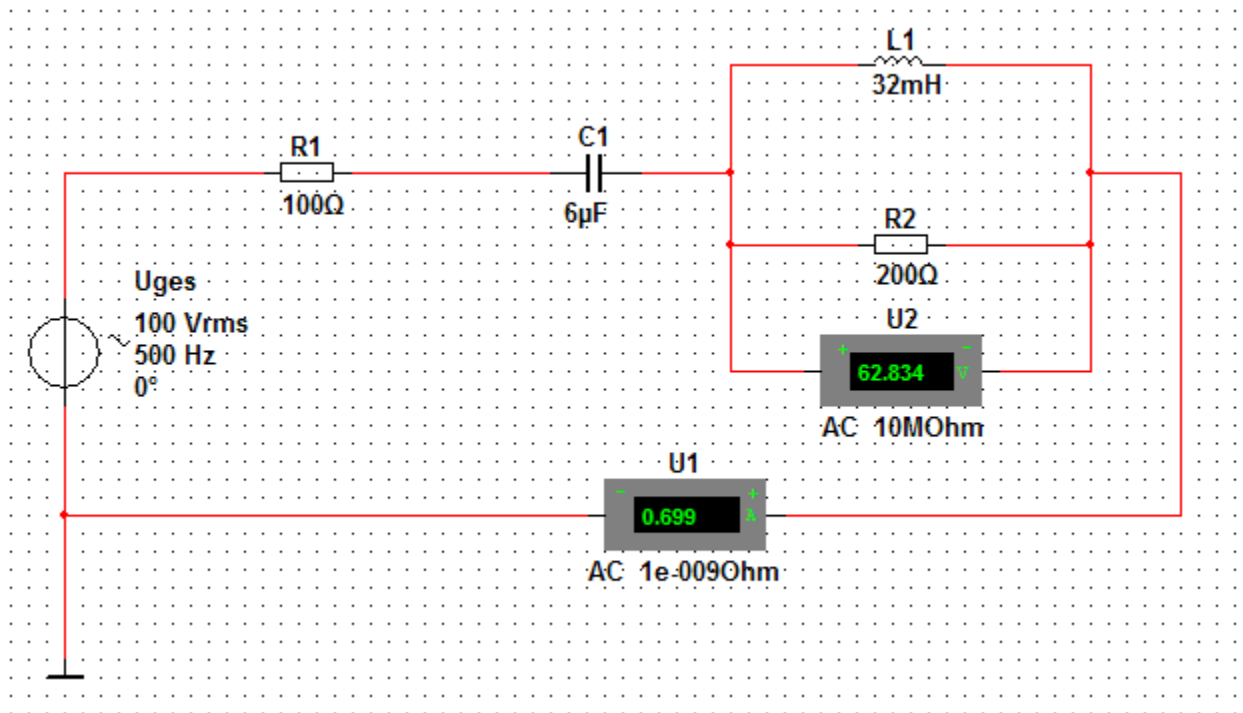 L1
32mH
R1
100Ω
C1
6µF
R2
200Ω
Uges
100 Vrms
500 Hz
0°
U2
+ -
62.834 V
AC 10MOhm
U1
- +
0.699 A
AC 1e-009Ohm